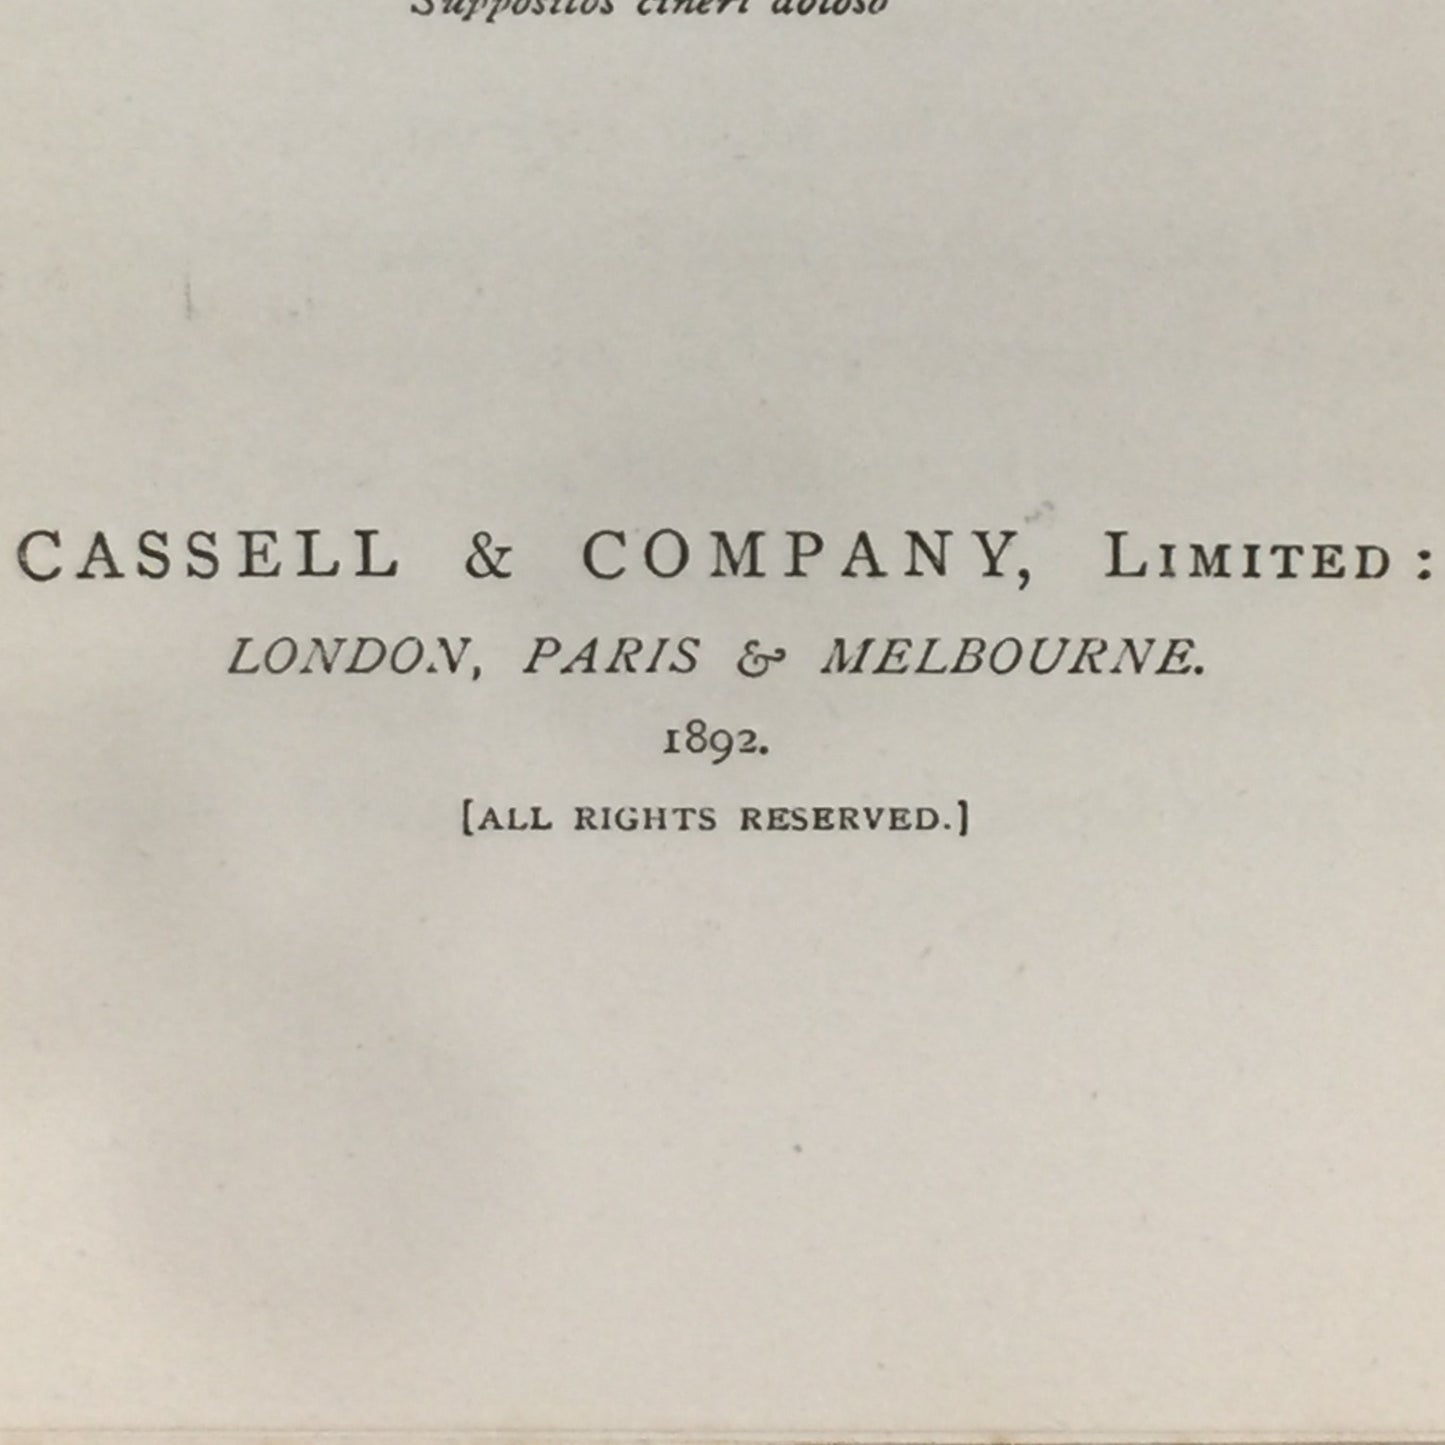 Suppositos cineri doloso
CASSELL & COMPANY, LIMITED:
LONDON, PARIS & MELBOURNE.
1892.
[ALL RIGHTS RESERVED.]